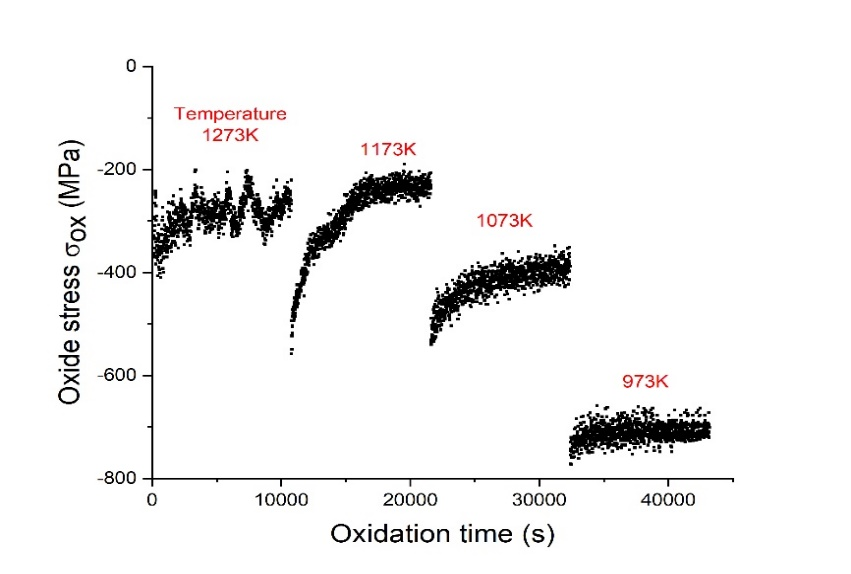 0
-200
-400
-600
-800
Oxide stress σOX (MPa)
Temperature
1273K
1173K
1073K
973K
0
10000
20000
30000
40000
Oxidation time (s)